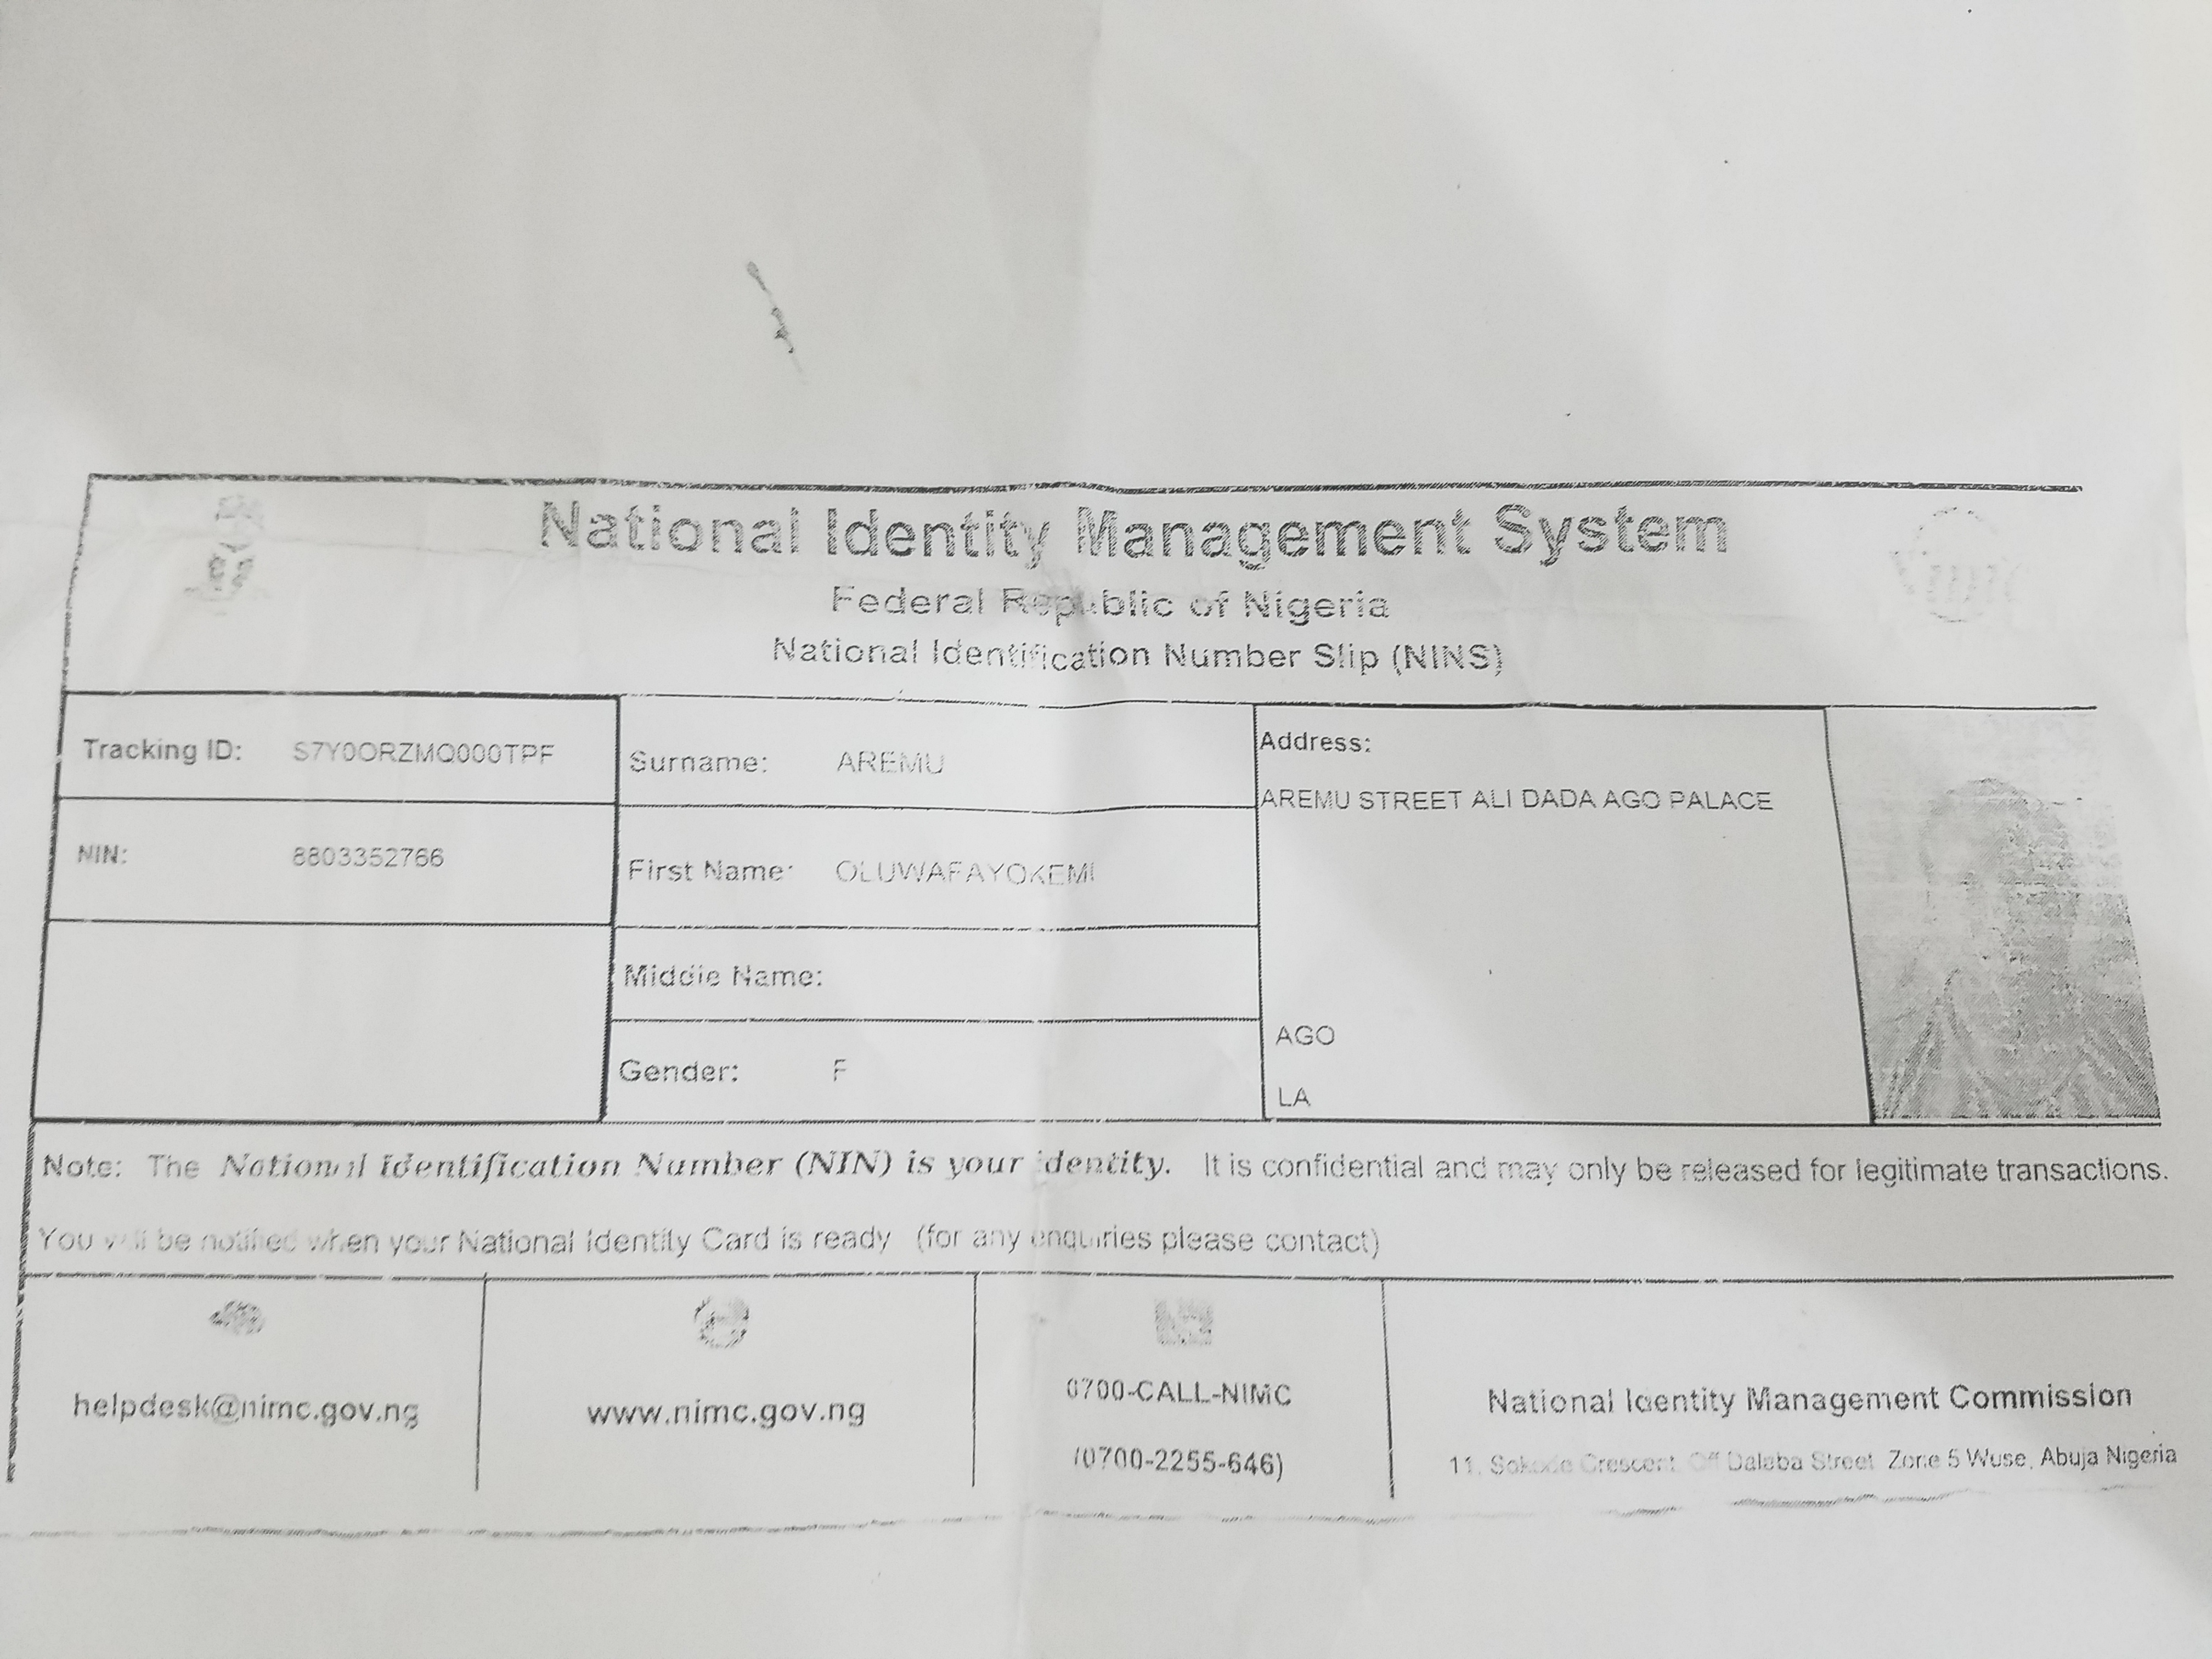 National Identity Management System
Federal Republic of Nigeria
National Identification Number Slip (NINS)
Tracking ID: S7Y0ORZMQ000TPF
Surname: AREMU
Address:
AREMU STREET ALI DADA AGO PALACE
NIN: 8803352766
First Name: OLUWAFAYOKEMI
Middle Name:
AGO
Gender: F
LA
Note: The National Identification Number (NIN) is your identity. It is confidential and may only be released for legitimate transactions.
You will be notified when your National Identity Card is ready (for any enquiries please contact)
helpdesk@nimc.gov.ng
www.nimc.gov.ng
0700-CALL-NIMC
(0700-2255-646)
National Identity Management Commission
11, Sokode Crescent Off Dalaba Street Zone 5 Wuse, Abuja Nigeria